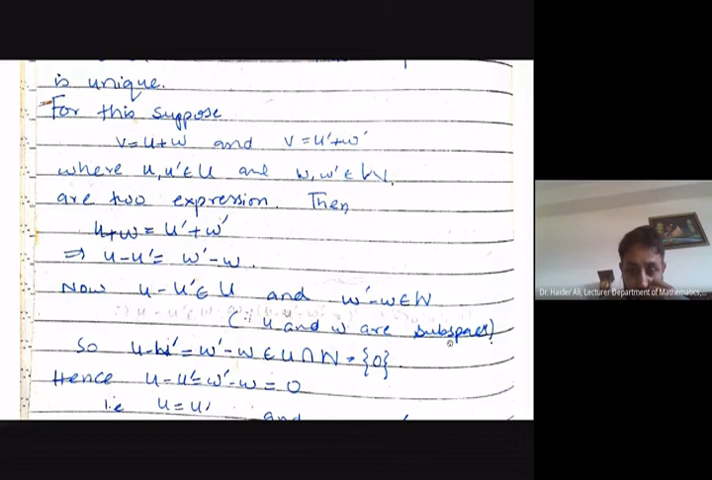 is unique.
For this suppose
v=u+w and v=u'+w'
where u,u'∈U and w,w'∈W.
are two expression. Then
u+w=u'+w'
⇒ u-u'= w'-w.
Now u-u'∈U and w'-w∈W
(∵ U and W are subspaces)
So u-u'=w'-w∈U∩W={0}.
Hence u-u'=w'-w=0
i.e u=u' and
Dr. Haider Ali, Lecturer Department of Mathematics,...